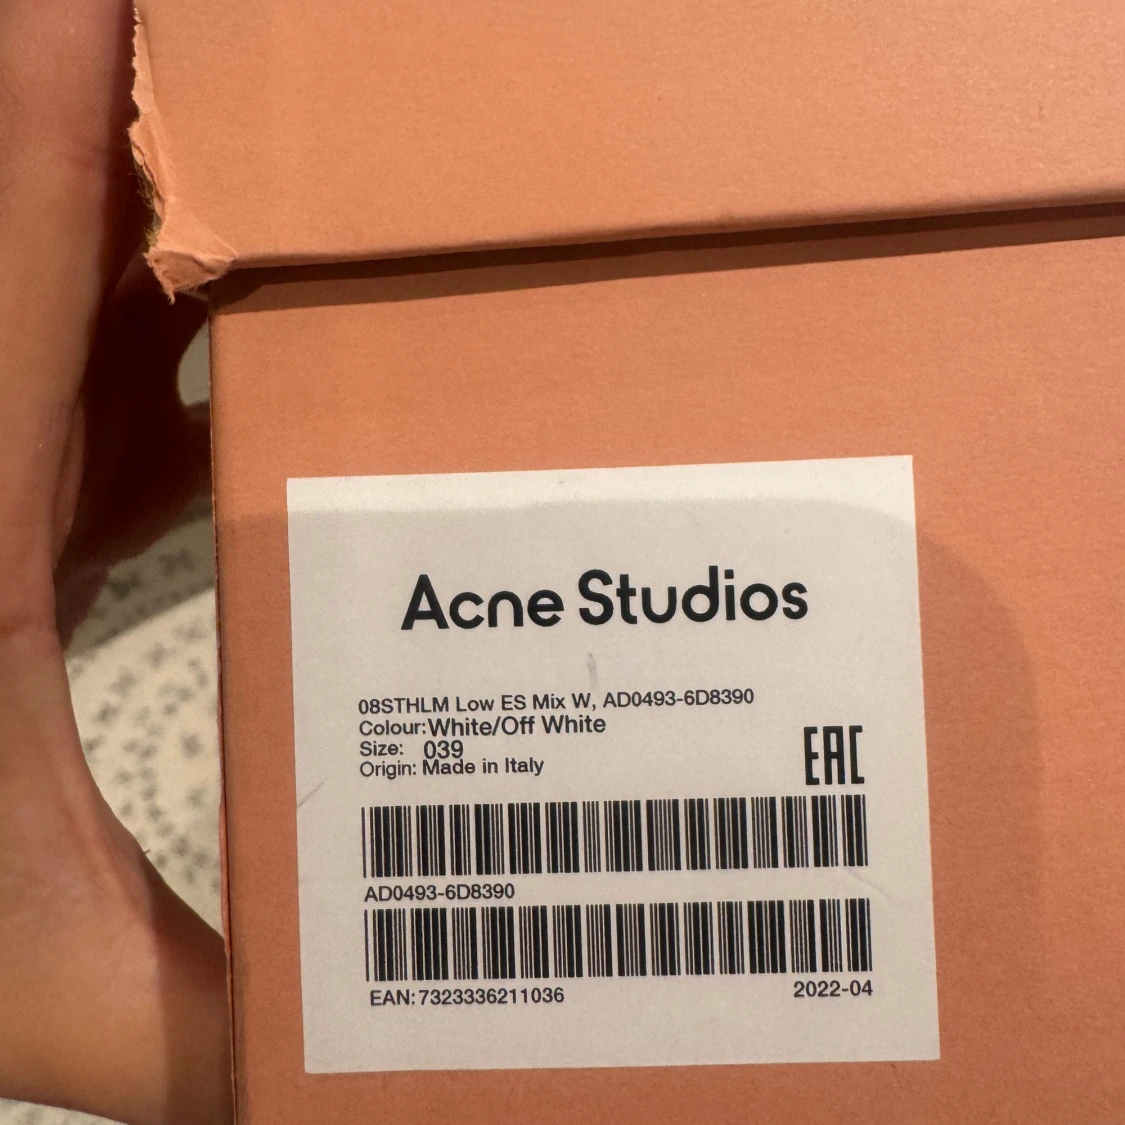 Acne Studios
08STHLM Low ES Mix W, AD0493-6D8390
Colour:White/Off White
Size: 039
Origin: Made in Italy
EAC
AD0493-6D8390
EAN:7323336211036
2022-04